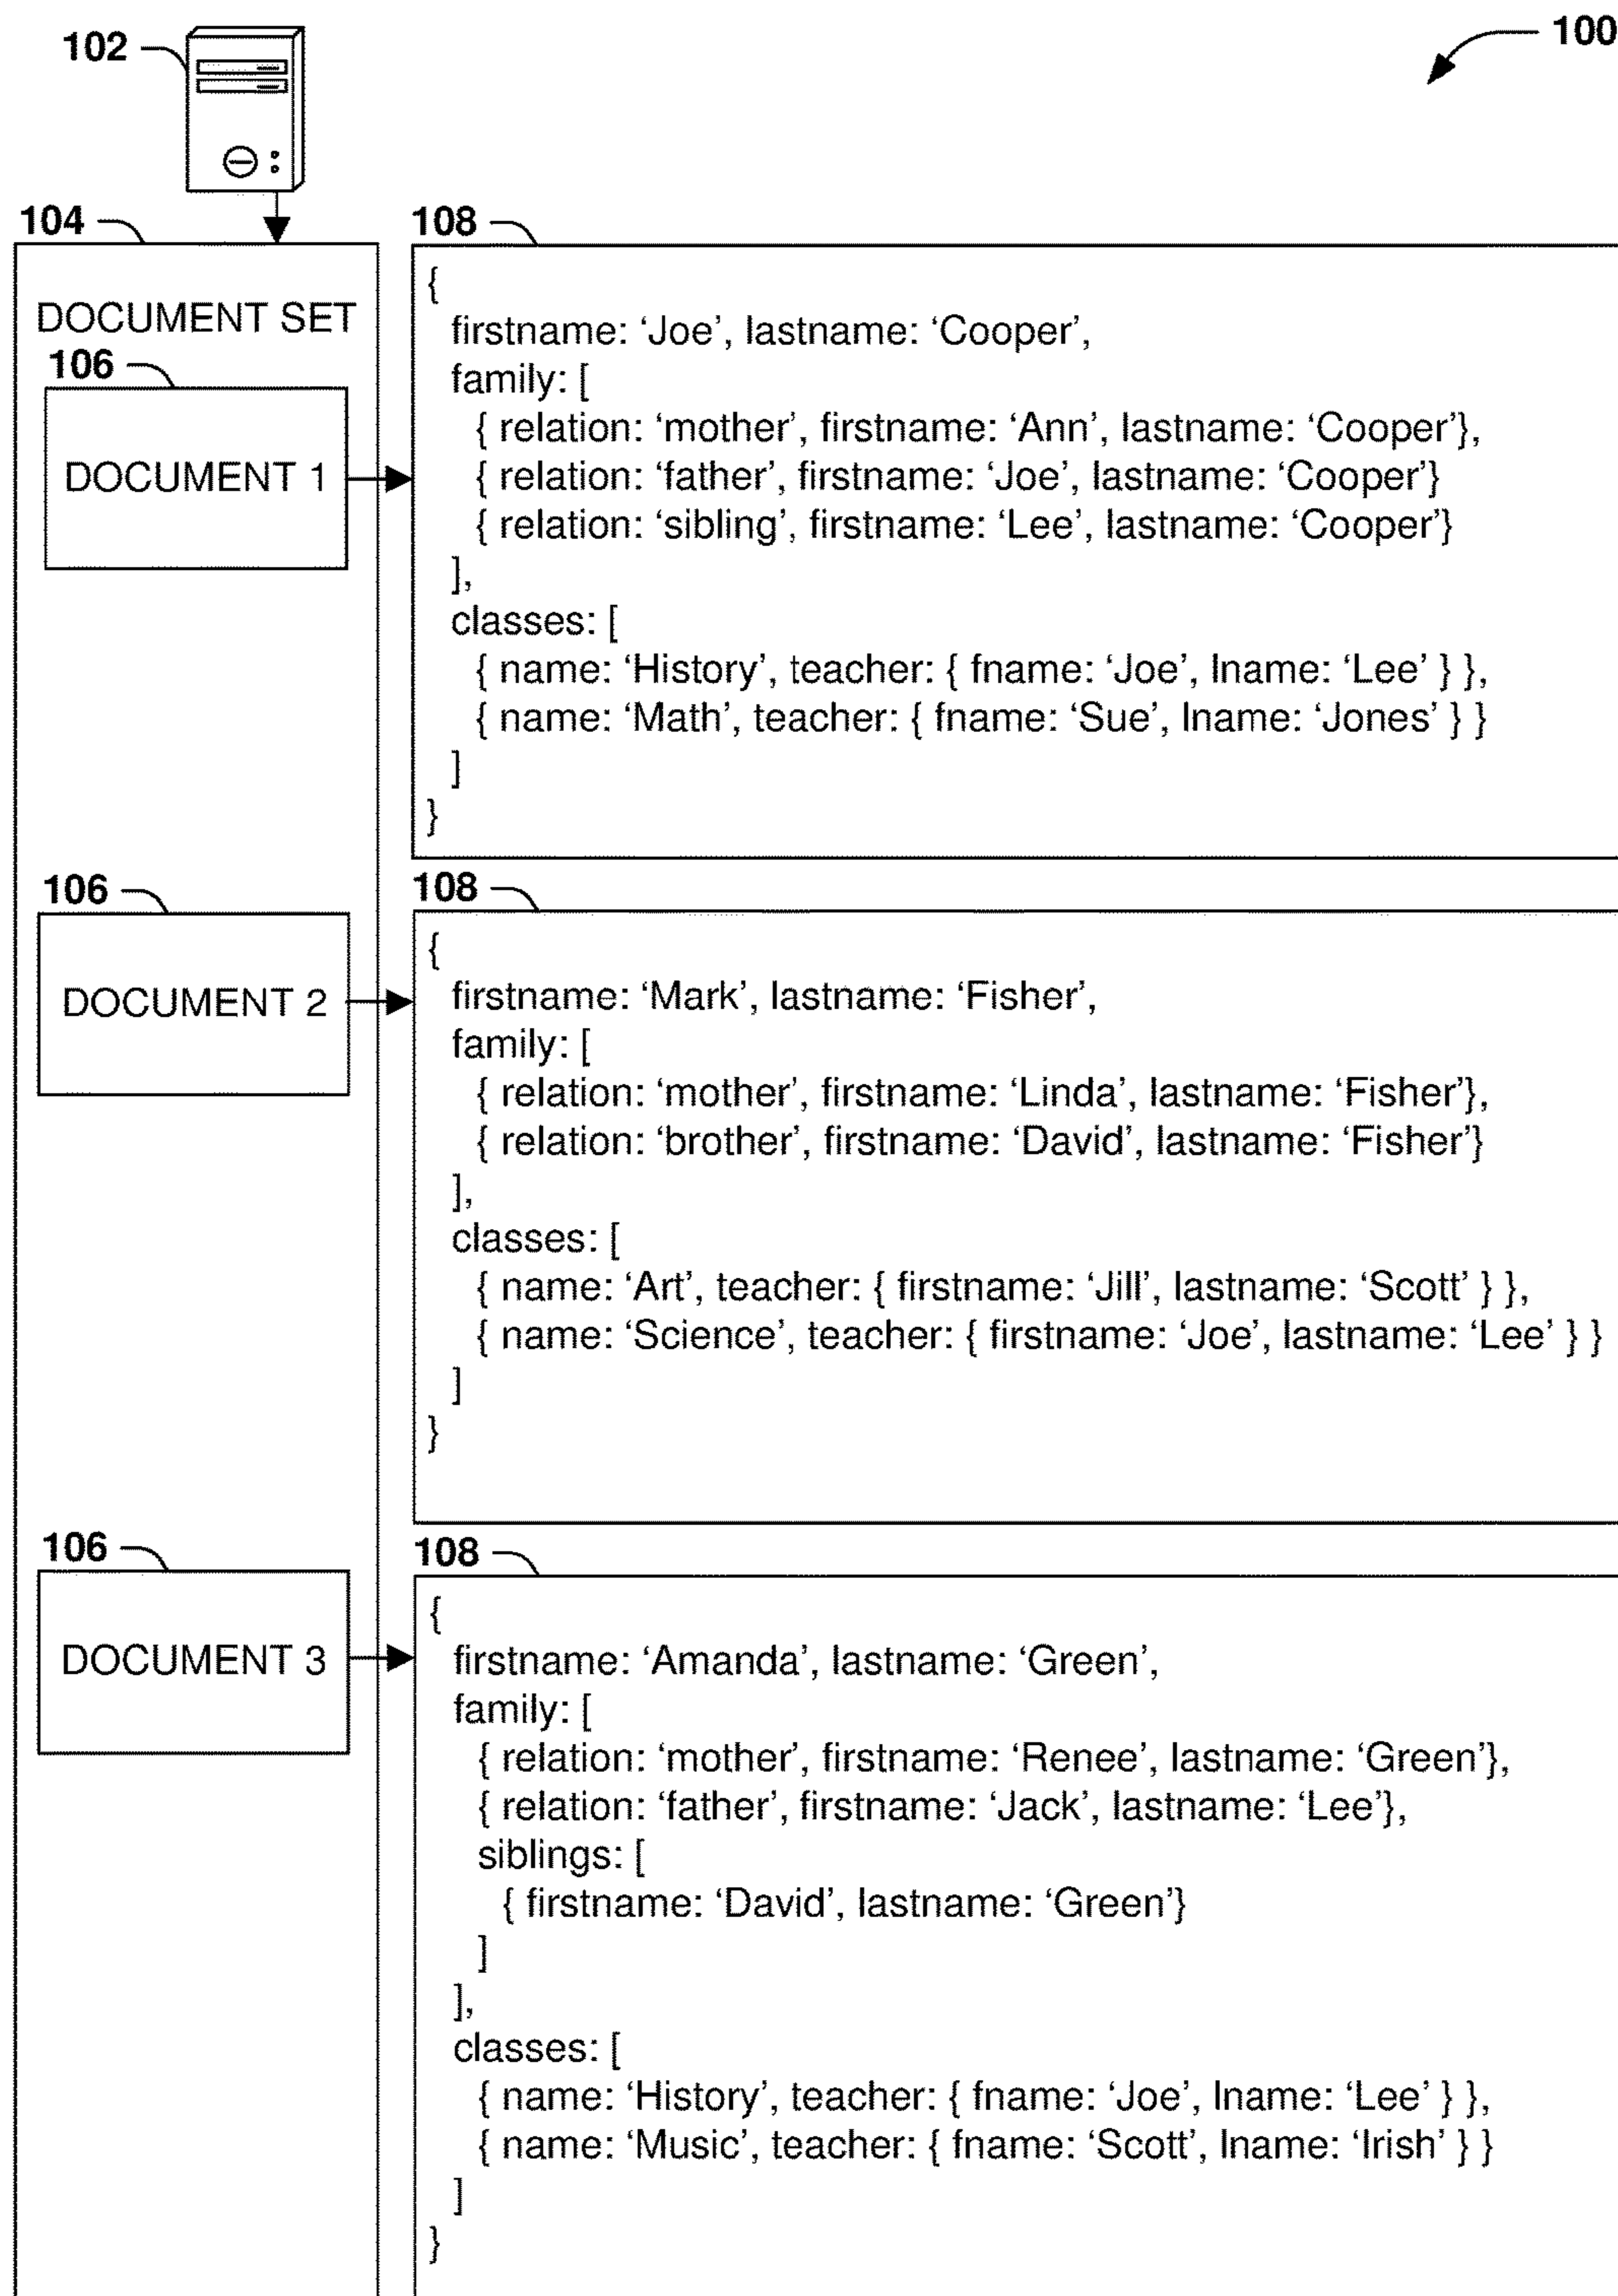 102
100
104
DOCUMENT SET
106
DOCUMENT 1
108
{
firstname: ‘Joe’, lastname: ‘Cooper’,
family: [
{ relation: ‘mother’, firstname: ‘Ann’, lastname: ‘Cooper’},
{ relation: ‘father’, firstname: ‘Joe’, lastname: ‘Cooper’}
{ relation: ‘sibling’, firstname: ‘Lee’, lastname: ‘Cooper’}
],
classes: [
{ name: ‘History’, teacher: { fname: ‘Joe’, lname: ‘Lee’ } },
{ name: ‘Math’, teacher: { fname: ‘Sue’, lname: ‘Jones’ } }
]
}
106
DOCUMENT 2
108
{
firstname: ‘Mark’, lastname: ‘Fisher’,
family: [
{ relation: ‘mother’, firstname: ‘Linda’, lastname: ‘Fisher’},
{ relation: ‘brother’, firstname: ‘David’, lastname: ‘Fisher’}
],
classes: [
{ name: ‘Art’, teacher: { firstname: ‘Jill’, lastname: ‘Scott’ } },
{ name: ‘Science’, teacher: { firstname: ‘Joe’, lastname: ‘Lee’ } }
]
}
106
DOCUMENT 3
108
{
firstname: ‘Amanda’, lastname: ‘Green’,
family: [
{ relation: ‘mother’, firstname: ‘Renee’, lastname: ‘Green’},
{ relation: ‘father’, firstname: ‘Jack’, lastname: ‘Lee’},
siblings: [
{ firstname: ‘David’, lastname: ‘Green’}
]
],
classes: [
{ name: ‘History’, teacher: { fname: ‘Joe’, lname: ‘Lee’ } },
{ name: ‘Music’, teacher: { fname: ‘Scott’, lname: ‘Irish’ } }
]
}